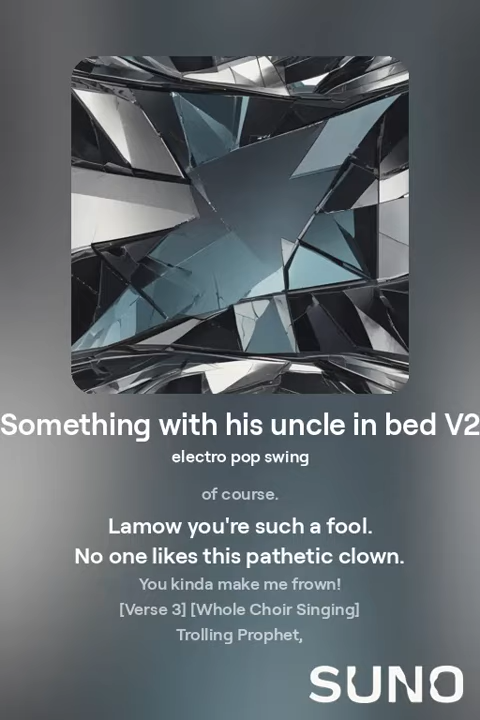 Something with his uncle in bed V2
electro pop swing
of course.
Lamow you're such a fool.
No one likes this pathetic clown.
You kinda make me frown!
[Verse 3] [Whole Choir Singing]
Trolling Prophet,
SUNO